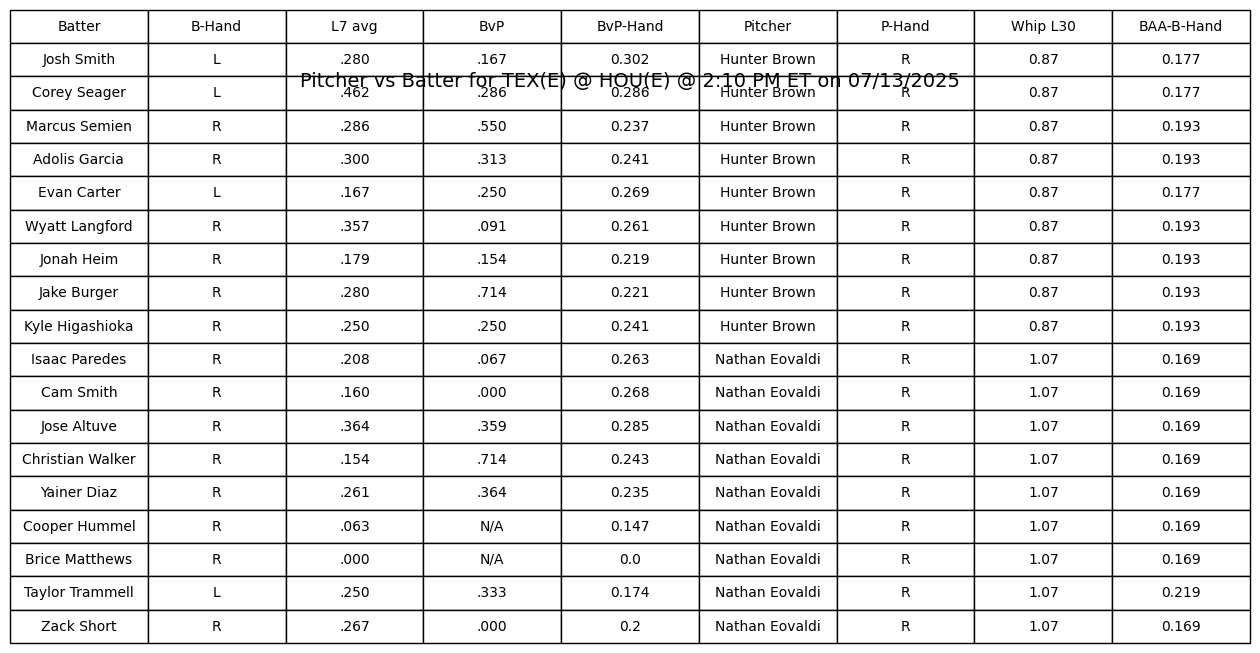 Batter B-Hand L7 avg BvP BvP-Hand Pitcher P-Hand Whip L30 BAA-B-Hand
Josh Smith L .280 .167 0.302 Hunter Brown R 0.87 0.177
Pitcher vs Batter for TEX(E) @ HOU(E) @ 2:10 PM ET on 07/13/2025
Corey Seager L .462 .286 0.286 Hunter Brown R 0.87 0.177
Marcus Semien R .286 .550 0.237 Hunter Brown R 0.87 0.193
Adolis Garcia R .300 .313 0.241 Hunter Brown R 0.87 0.193
Evan Carter L .167 .250 0.269 Hunter Brown R 0.87 0.177
Wyatt Langford R .357 .091 0.261 Hunter Brown R 0.87 0.193
Jonah Heim R .179 .154 0.219 Hunter Brown R 0.87 0.193
Jake Burger R .280 .714 0.221 Hunter Brown R 0.87 0.193
Kyle Higashioka R .250 .250 0.241 Hunter Brown R 0.87 0.193
Isaac Paredes R .208 .067 0.263 Nathan Eovaldi R 1.07 0.169
Cam Smith R .160 .000 0.268 Nathan Eovaldi R 1.07 0.169
Jose Altuve R .364 .359 0.285 Nathan Eovaldi R 1.07 0.169
Christian Walker R .154 .714 0.243 Nathan Eovaldi R 1.07 0.169
Yainer Diaz R .261 .364 0.235 Nathan Eovaldi R 1.07 0.169
Cooper Hummel R .063 N/A 0.147 Nathan Eovaldi R 1.07 0.169
Brice Matthews R .000 N/A 0.0 Nathan Eovaldi R 1.07 0.169
Taylor Trammell L .250 .333 0.174 Nathan Eovaldi R 1.07 0.219
Zack Short R .267 .000 0.2 Nathan Eovaldi R 1.07 0.169